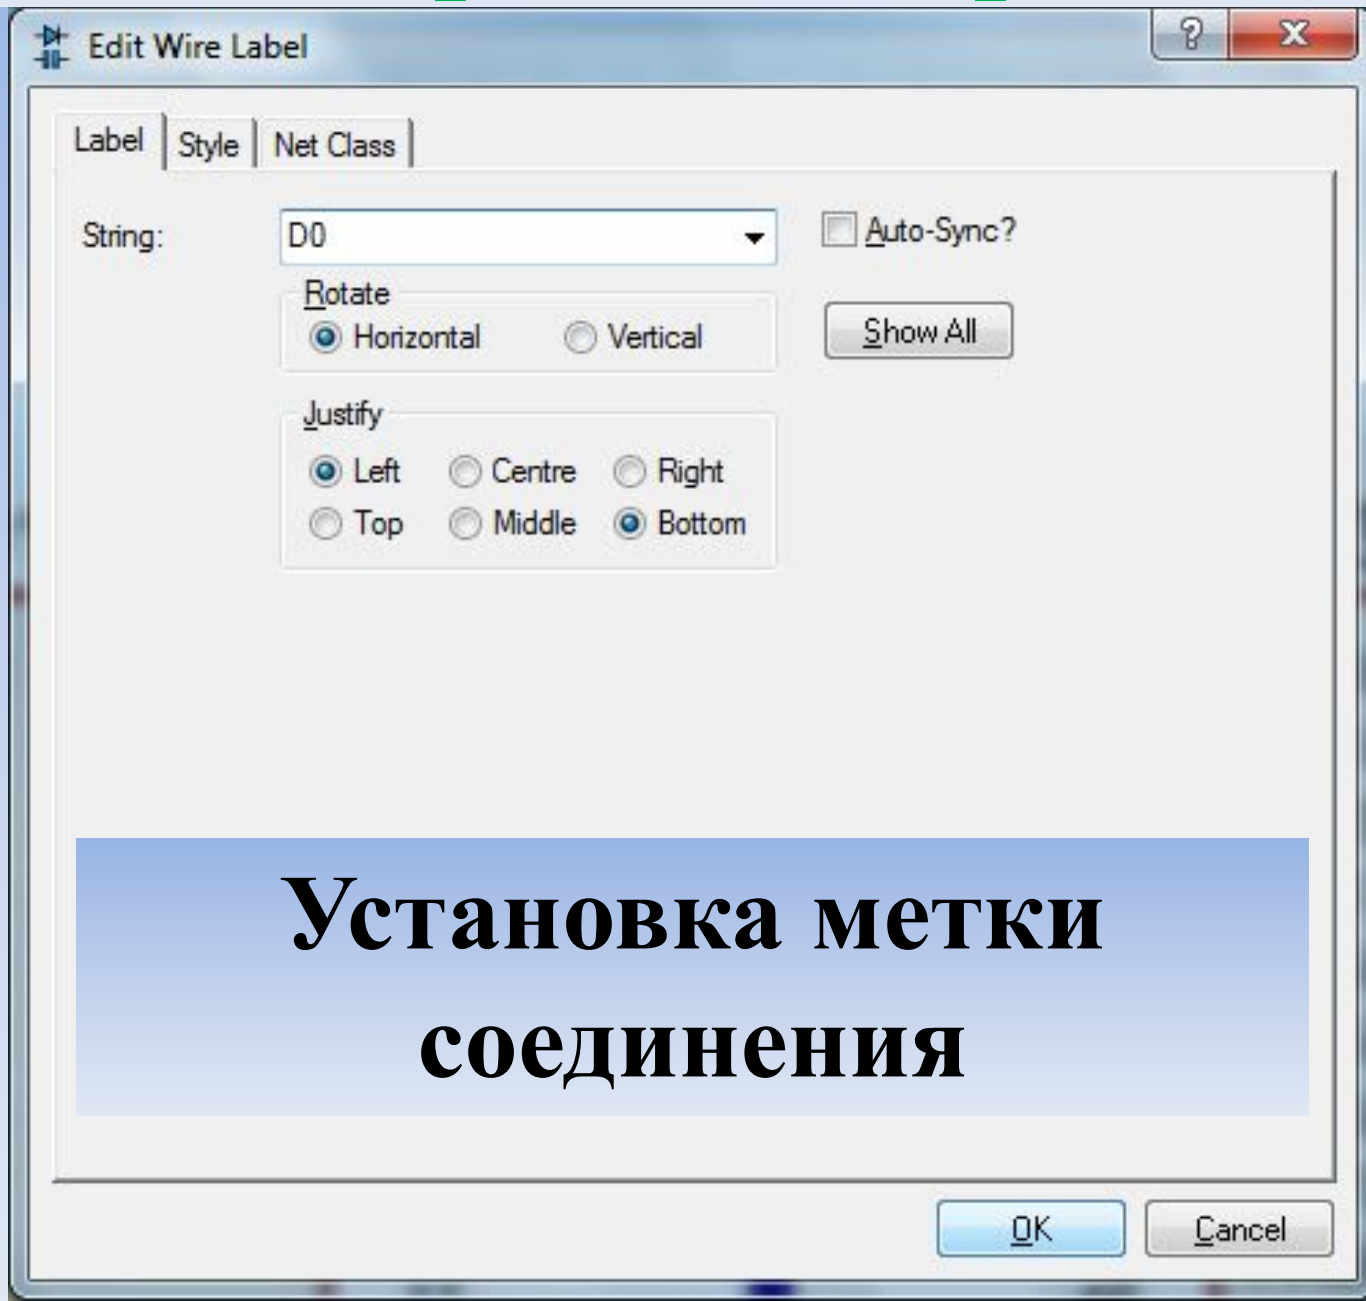 Edit Wire Label
Label Style Net Class
String: D0 Auto-Sync?
Rotate
Horizontal Vertical Show All
Justify
Left Centre Right
Top Middle Bottom
Установка метки
соединения
OK Cancel